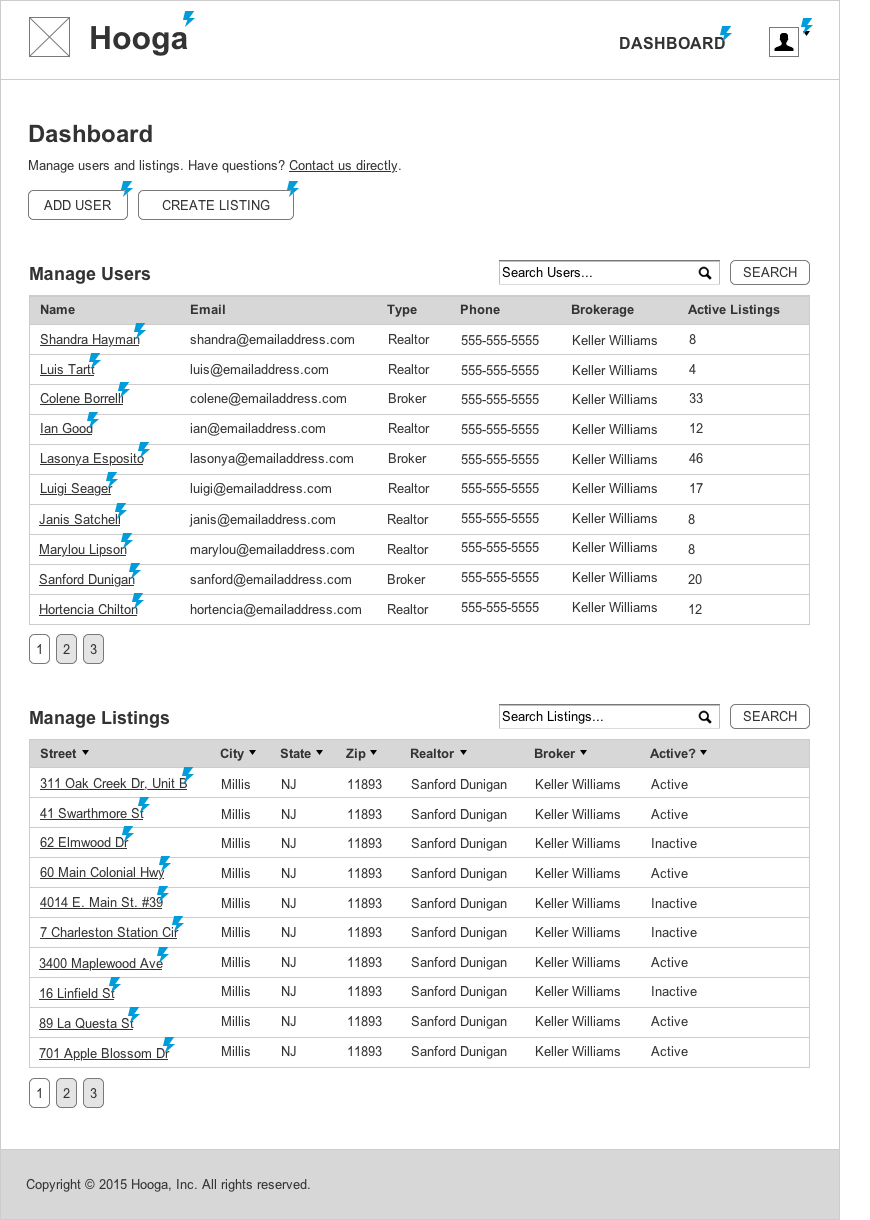 Hooga
DASHBOARD
Dashboard
Manage users and listings. Have questions? Contact us directly.
ADD USER CREATE LISTING
Manage Users Search Users... SEARCH
Name Email Type Phone Brokerage Active Listings
Shandra Hayman shandra@emailaddress.com Realtor 555-555-5555 Keller Williams 8
Luis Tartt luis@emailaddress.com Realtor 555-555-5555 Keller Williams 4
Colene Borrelli colene@emailaddress.com Broker 555-555-5555 Keller Williams 33
Ian Good ian@emailaddress.com Realtor 555-555-5555 Keller Williams 12
Lasonya Esposito lasonya@emailaddress.com Broker 555-555-5555 Keller Williams 46
Luigi Seager luigi@emailaddress.com Realtor 555-555-5555 Keller Williams 17
Janis Satchell janis@emailaddress.com Realtor 555-555-5555 Keller Williams 8
Marylou Lipson marylou@emailaddress.com Realtor 555-555-5555 Keller Williams 8
Sanford Dunigan sanford@emailaddress.com Broker 555-555-5555 Keller Williams 20
Hortencia Chilton hortencia@emailaddress.com Realtor 555-555-5555 Keller Williams 12
1 2 3
Manage Listings Search Listings... SEARCH
Street City State Zip Realtor Broker Active?
311 Oak Creek Dr, Unit B Millis NJ 11893 Sanford Dunigan Keller Williams Active
41 Swarthmore St Millis NJ 11893 Sanford Dunigan Keller Williams Active
62 Elmwood Dr Millis NJ 11893 Sanford Dunigan Keller Williams Inactive
60 Main Colonial Hwy Millis NJ 11893 Sanford Dunigan Keller Williams Active
4014 E. Main St. #39 Millis NJ 11893 Sanford Dunigan Keller Williams Inactive
7 Charleston Station Cir Millis NJ 11893 Sanford Dunigan Keller Williams Inactive
3400 Maplewood Ave Millis NJ 11893 Sanford Dunigan Keller Williams Active
16 Linfield St Millis NJ 11893 Sanford Dunigan Keller Williams Inactive
89 La Questa St Millis NJ 11893 Sanford Dunigan Keller Williams Active
701 Apple Blossom Dr Millis NJ 11893 Sanford Dunigan Keller Williams Active
1 2 3
Copyright © 2015 Hooga, Inc. All rights reserved.